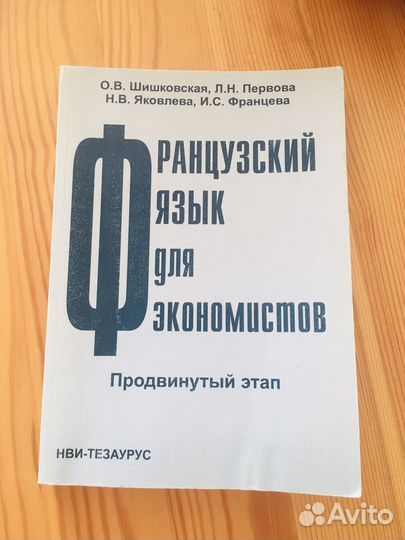 О.В. Шишковская, Л.Н. Первова
Н.В. Яковлева, И.С. Францева
ФРАНЦУЗСКИЙ
ЯЗЫК
для
экономистов
Продвинутый этап
НВИ-ТЕЗАУРУС
Avito